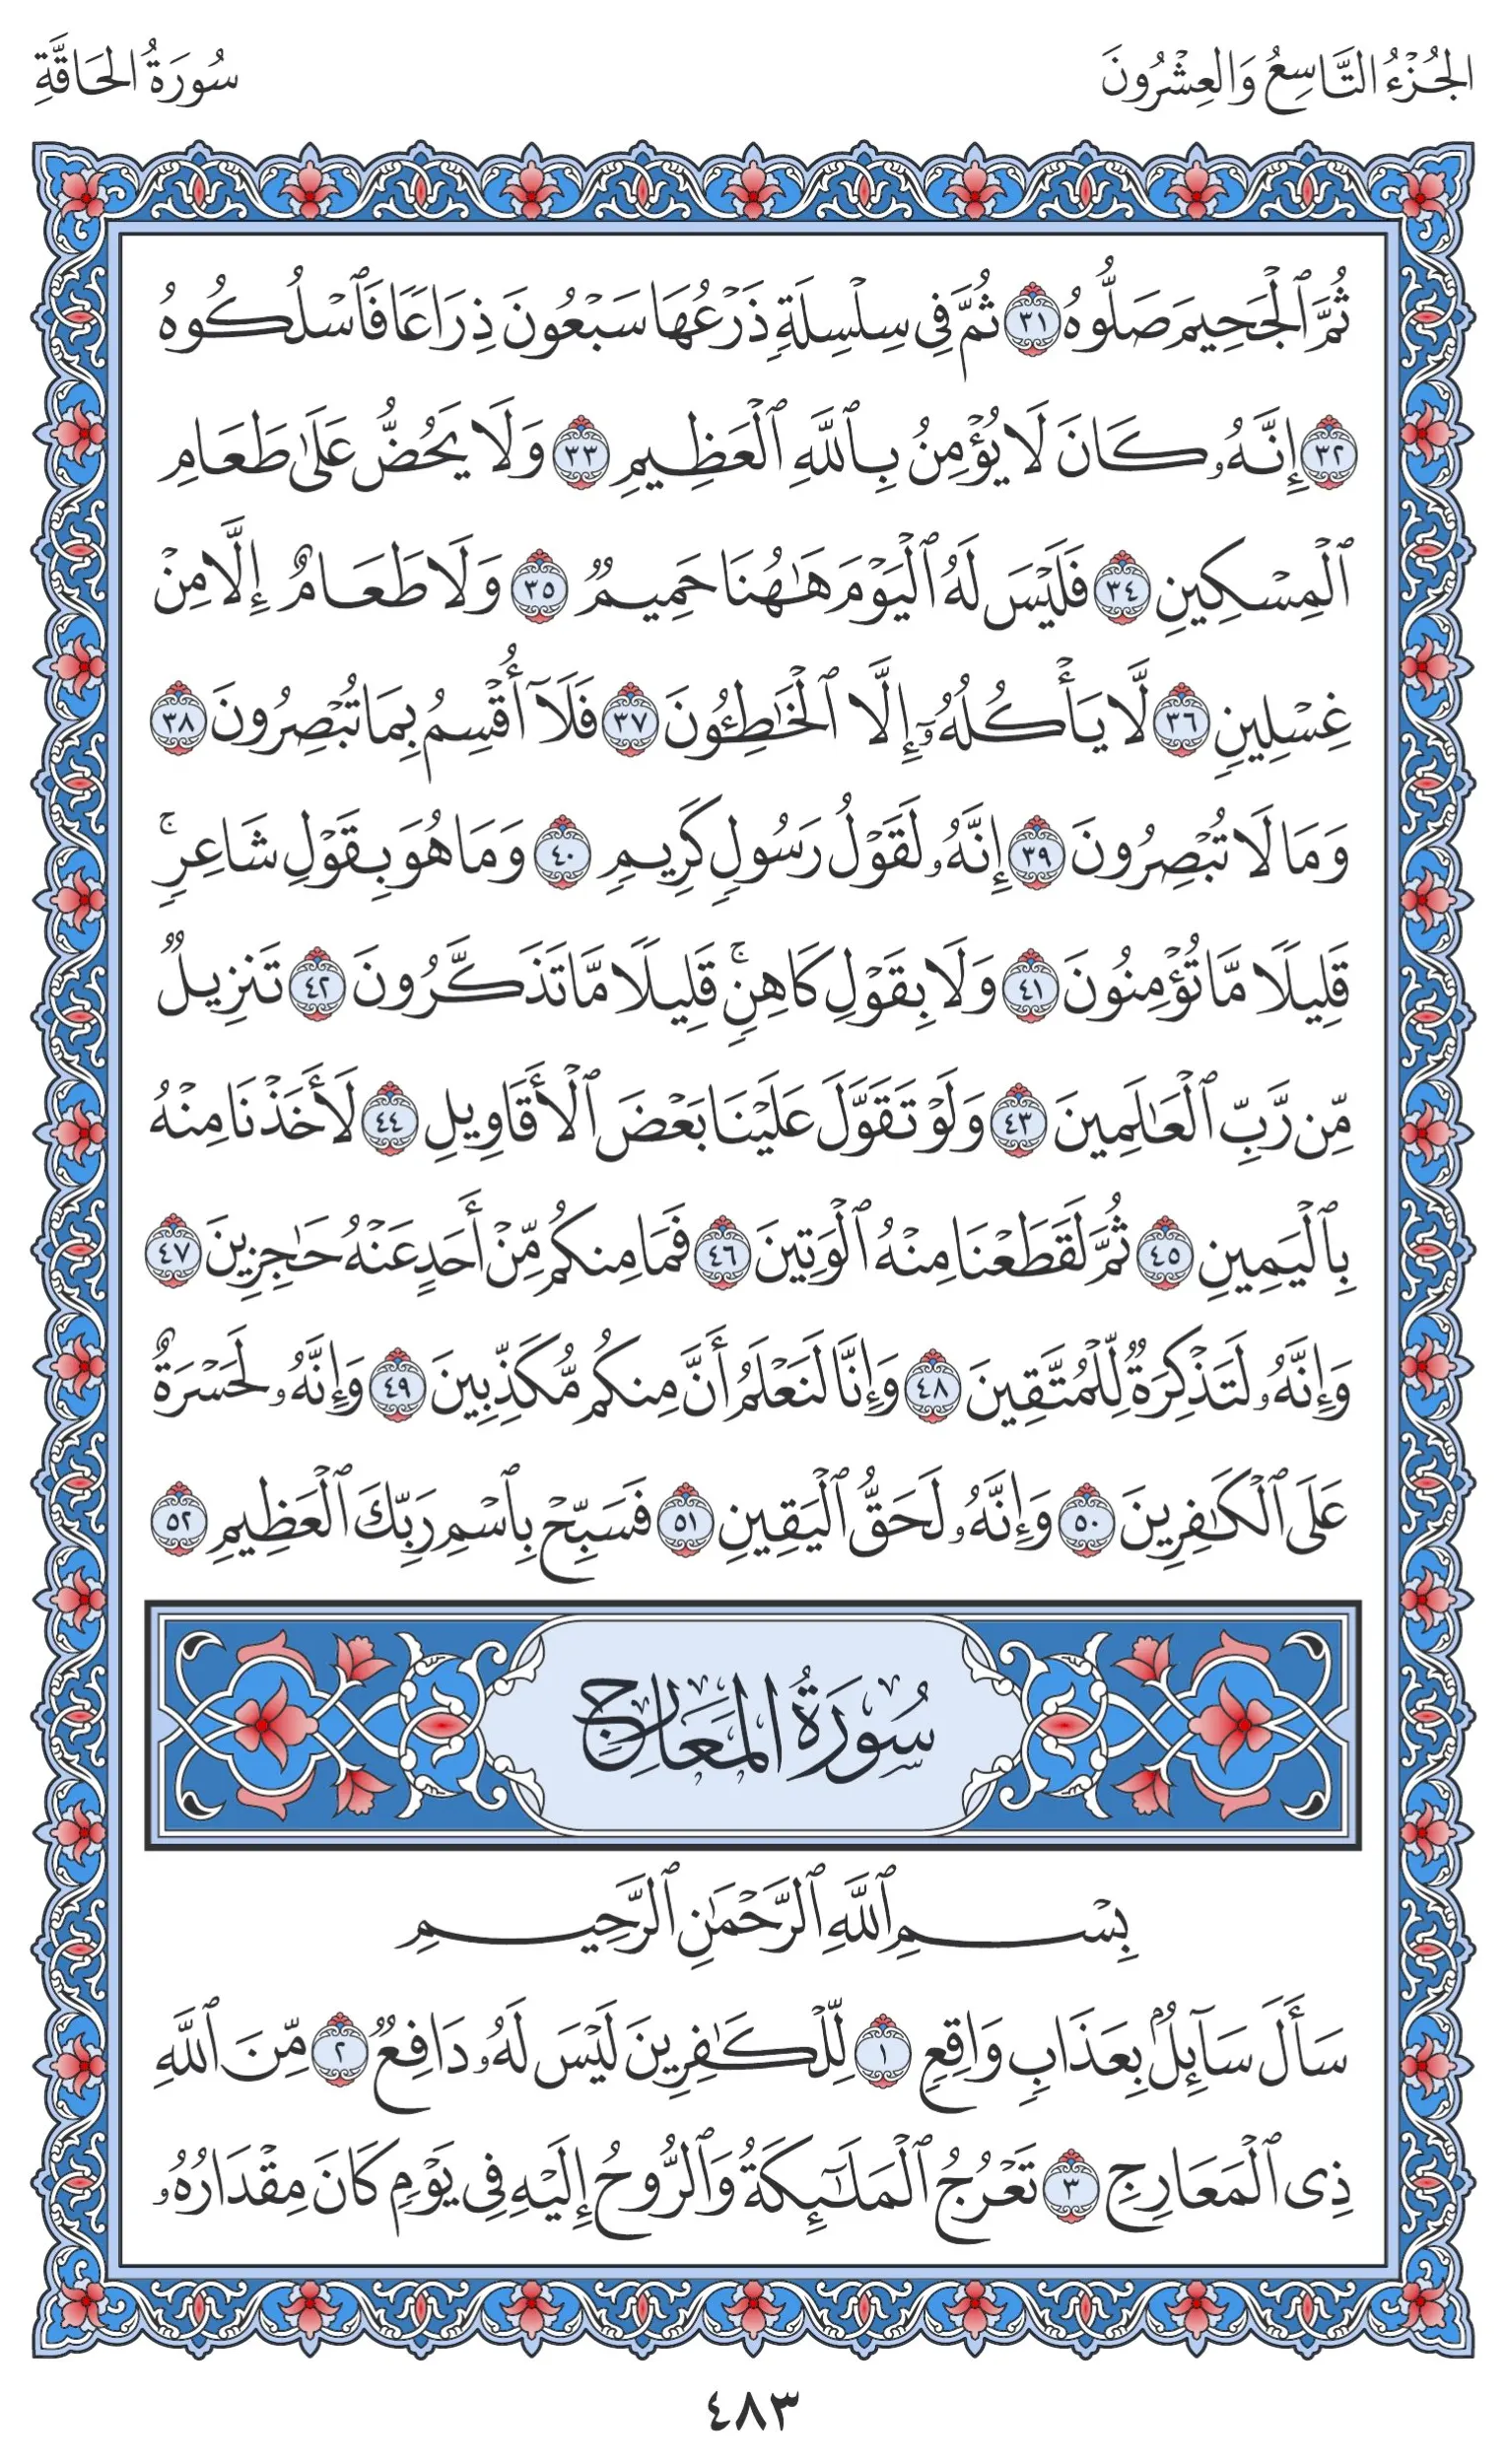 الجُزْءُ التَّاسِعُ وَالعِشْرُونَ
سُورَةُ الحَاقَّةِ
ثُمَّ ٱلْجَحِيمَ صَلُّوهُ ٣١ ثُمَّ فِى سِلْسِلَةٍ ذَرْعُهَا سَبْعُونَ ذِرَاعًا فَٱسْلُكُوهُ
٣٢ إِنَّهُۥ كَانَ لَا يُؤْمِنُ بِٱللَّهِ ٱلْعَظِيمِ ٣٣ وَلَا يَحُضُّ عَلَىٰ طَعَامِ
ٱلْمِسْكِينِ ٣٤ فَلَيْسَ لَهُ ٱلْيَوْمَ هَٰهُنَا حَمِيمٌ ٣٥ وَلَا طَعَامٌ إِلَّا مِنْ
غِسْلِينٍ ٣٦ لَّا يَأْكُلُهُۥٓ إِلَّا ٱلْخَٰطِـُٔونَ ٣٧ فَلَآ أُقْسِمُ بِمَا تُبْصِرُونَ ٣٨
وَمَا لَا تُبْصِرُونَ ٣٩ إِنَّهُۥ لَقَوْلُ رَسُولٍ كَرِيمٍ ٤٠ وَمَا هُوَ بِقَوْلِ شَاعِرٍ ۚ
قَلِيلًا مَّا تُؤْمِنُونَ ٤١ وَلَا بِقَوْلِ كَاهِنٍ ۚ قَلِيلًا مَّا تَذَكَّرُونَ ٤٢ تَنزِيلٌ
مِّن رَّبِّ ٱلْعَٰلَمِينَ ٤٣ وَلَوْ تَقَوَّلَ عَلَيْنَا بَعْضَ ٱلْأَقَاوِيلِ ٤٤ لَأَخَذْنَا مِنْهُ
بِٱلْيَمِينِ ٤٥ ثُمَّ لَقَطَعْنَا مِنْهُ ٱلْوَتِينَ ٤٦ فَمَا مِنكُم مِّنْ أَحَدٍ عَنْهُ حَٰجِزِينَ ٤٧
وَإِنَّهُۥ لَتَذْكِرَةٌ لِّلْمُتَّقِينَ ٤٨ وَإِنَّا لَنَعْلَمُ أَنَّ مِنكُم مُّكَذِّبِينَ ٤٩ وَإِنَّهُۥ لَحَسْرَةٌ
عَلَى ٱلْكَٰفِرِينَ ٥٠ وَإِنَّهُۥ لَحَقُّ ٱلْيَقِينِ ٥١ فَسَبِّحْ بِٱسْمِ رَبِّكَ ٱلْعَظِيمِ ٥٢
سُورَةُ المَعَارِجِ
بِسْمِ ٱللَّهِ ٱلرَّحْمَٰنِ ٱلرَّحِيمِ
سَأَلَ سَآئِلٌۢ بِعَذَابٍ وَاقِعٍ ١ لِّلْكَٰفِرِينَ لَيْسَ لَهُۥ دَافِعٌ ٢ مِّنَ ٱللَّهِ
ذِى ٱلْمَعَارِجِ ٣ تَعْرُجُ ٱلْمَلَٰٓئِكَةُ وَٱلرُّوحُ إِلَيْهِ فِى يَوْمٍ كَانَ مِقْدَارُهُۥ
٤٨٣